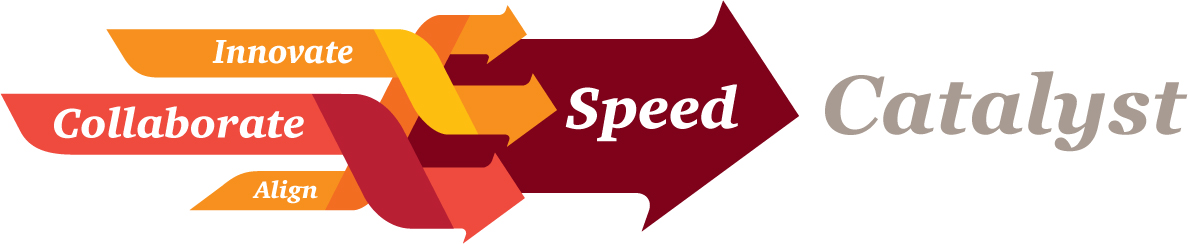 Innovate
Collaborate
Align
Speed
Catalyst